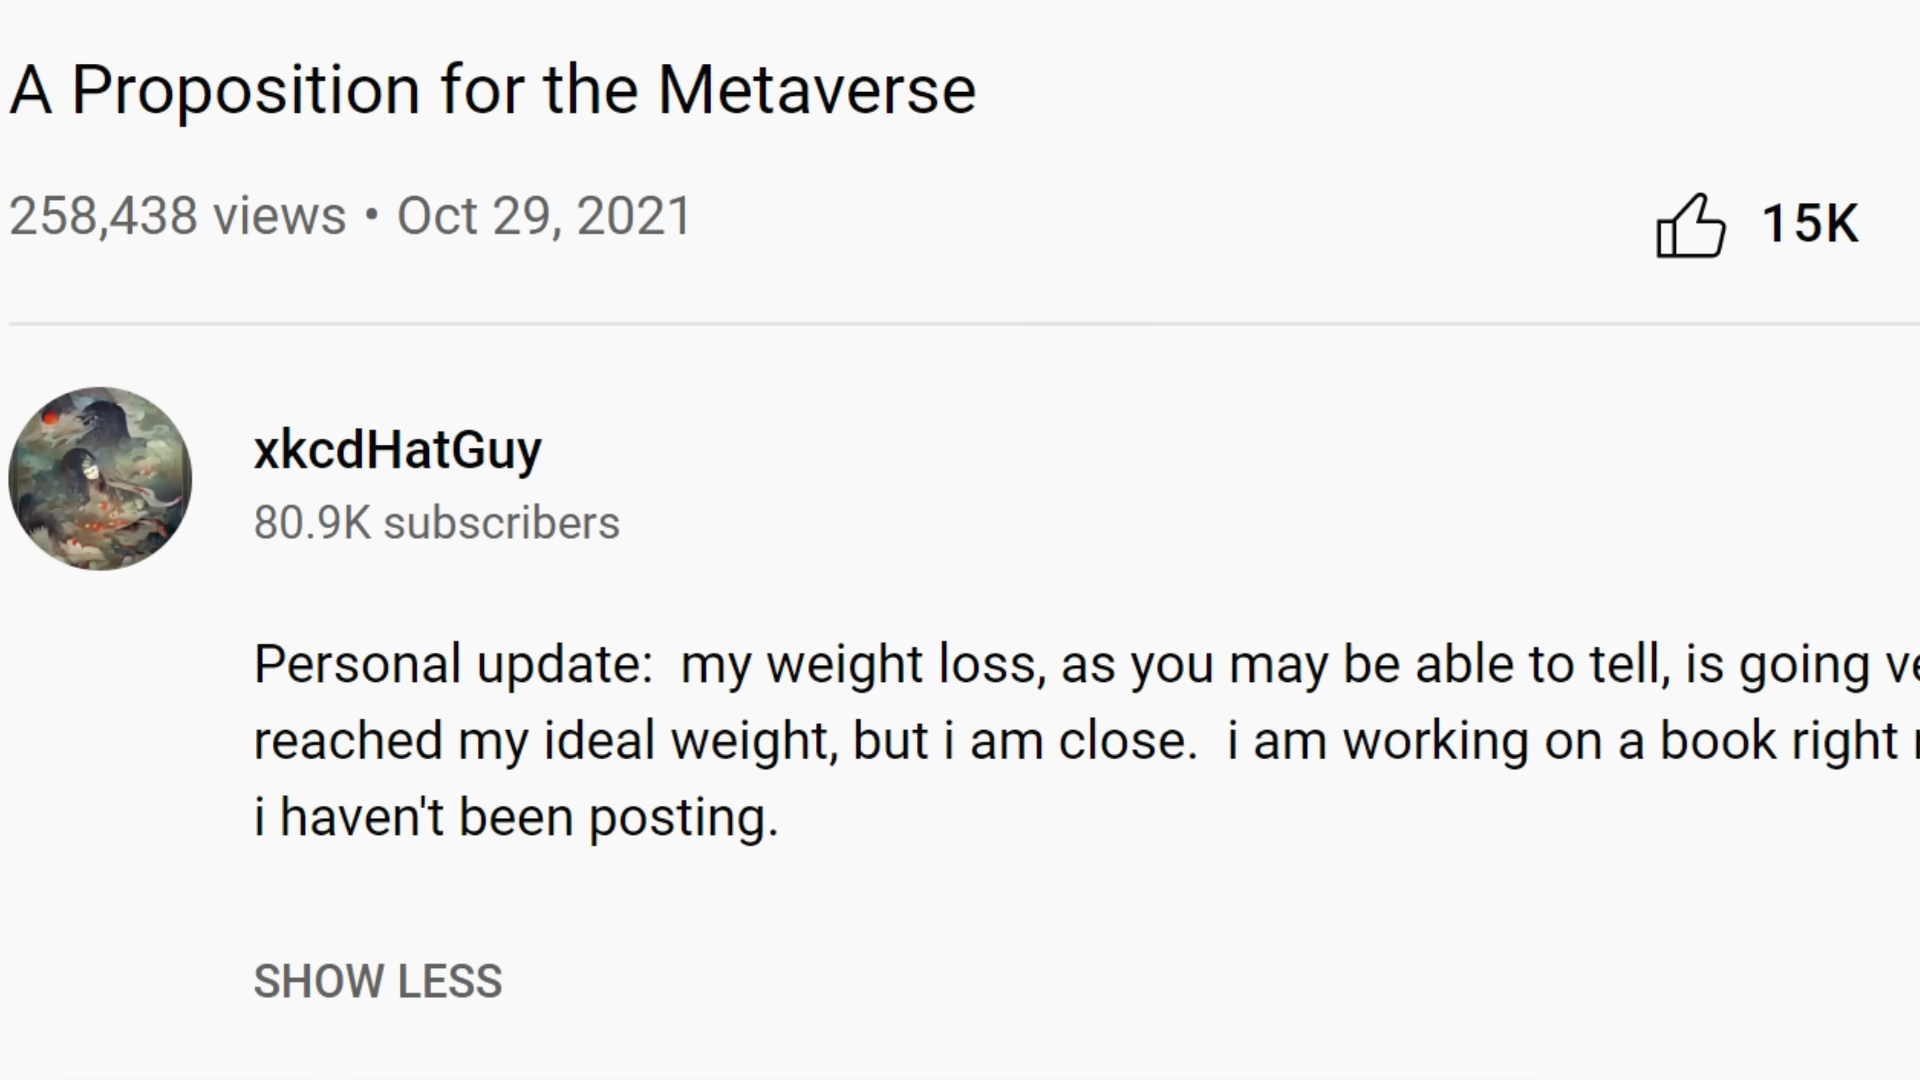 A Proposition for the Metaverse
258,438 views • Oct 29, 2021
15K
xkcdHatGuy
80.9K subscribers
Personal update:  my weight loss, as you may be able to tell, is going
reached my ideal weight, but i am close.  i am working on a book right
i haven't been posting.
SHOW LESS